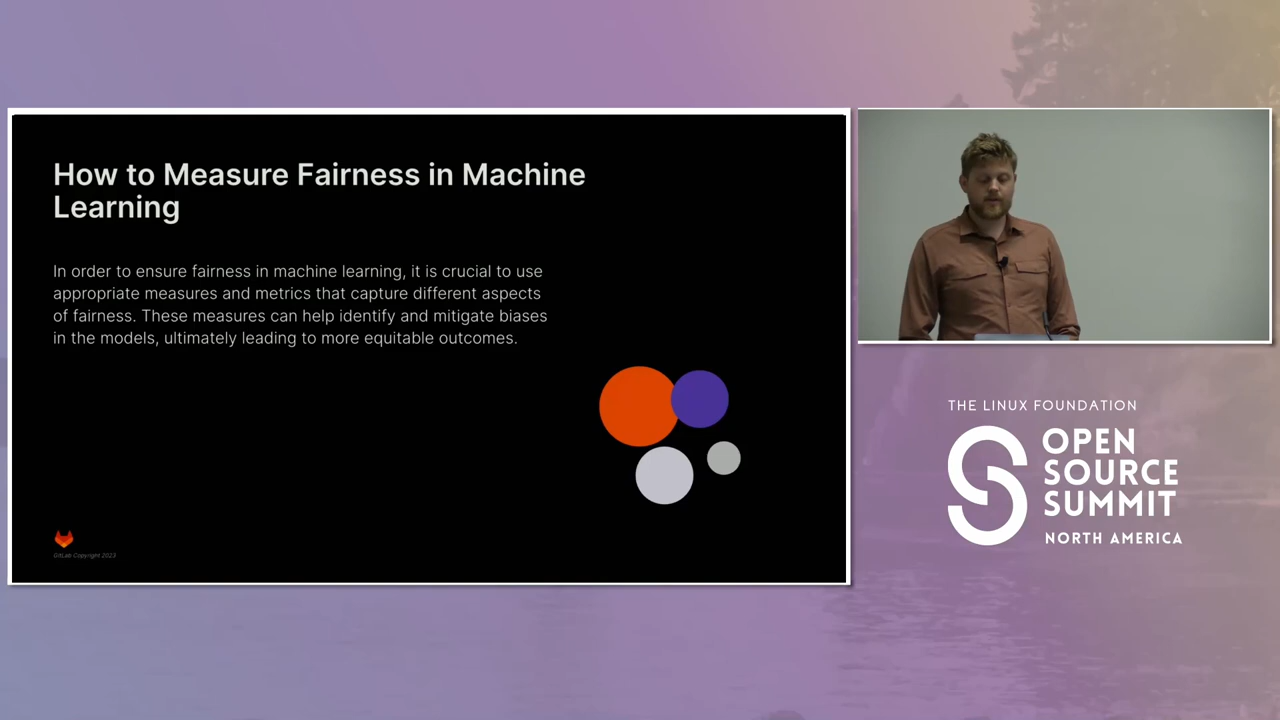 How to Measure Fairness in Machine
Learning
In order to ensure fairness in machine learning, it is crucial to use
appropriate measures and metrics that capture different aspects
of fairness. These measures can help identify and mitigate biases
in the models, ultimately leading to more equitable outcomes.
GitLab Copyright 2023
THE LINUX FOUNDATION
OPEN
SOURCE
SUMMIT
NORTH AMERICA